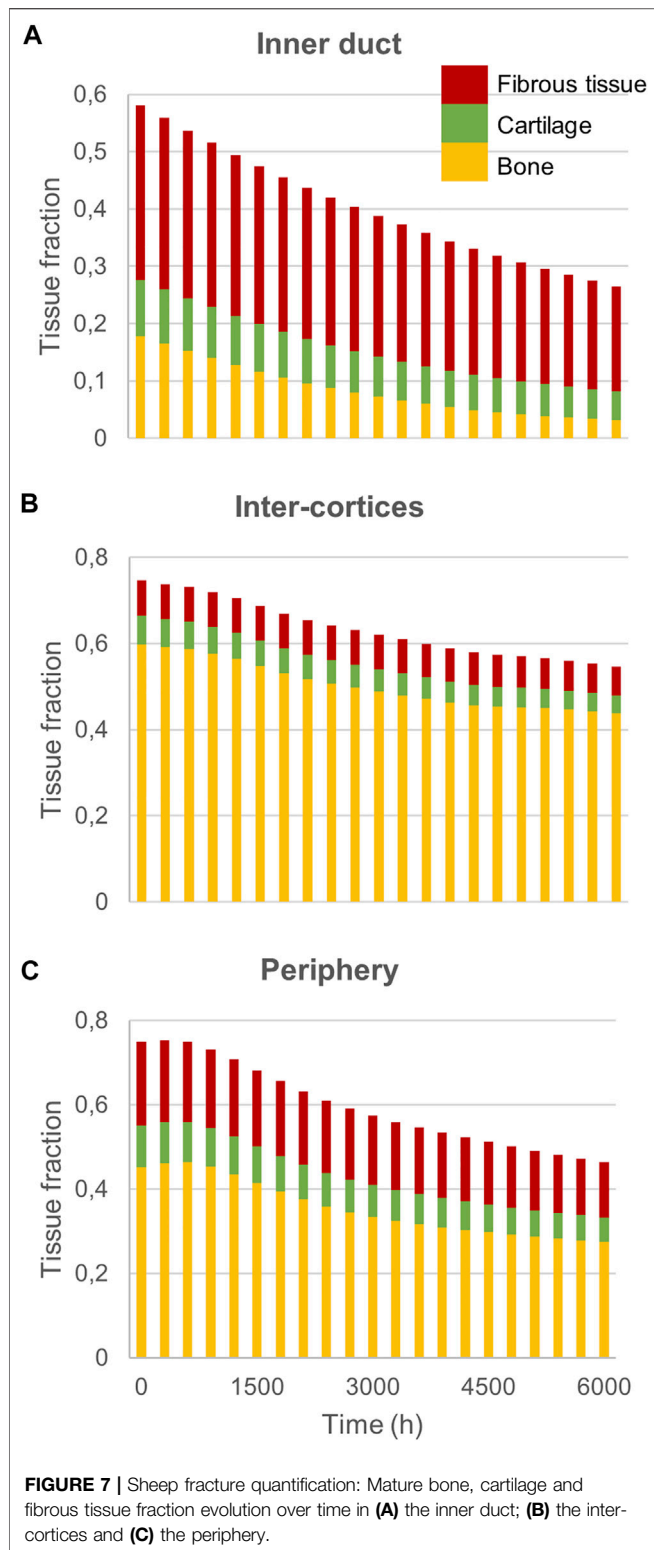 A
Inner duct
Fibrous tissue
Cartilage
Bone
0,6
0,5
0,4
0,3
0,2
0,1
0
Tissue fraction
B
Inter-cortices
0,8
0,6
0,4
0,2
0
Tissue fraction
C
Periphery
0,8
0,6
0,4
0,2
0
Tissue fraction
0 1500 3000 4500 6000
Time (h)
FIGURE 7 | Sheep fracture quantification: Mature bone, cartilage and
fibrous tissue fraction evolution over time in (A) the inner duct; (B) the inter-
cortices and (C) the periphery.